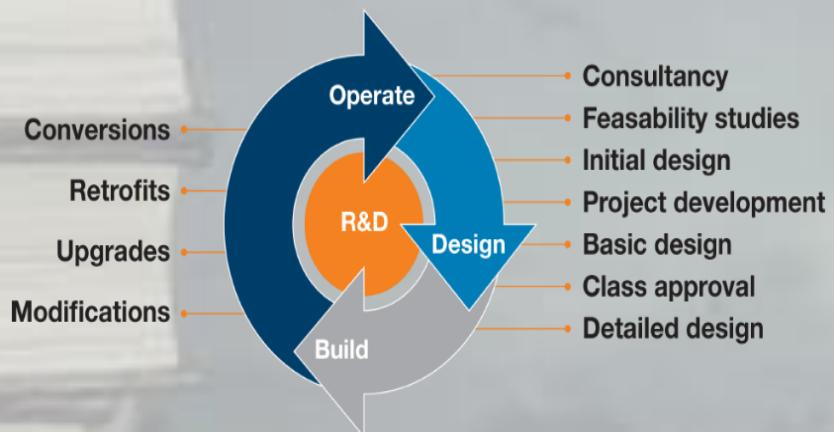 Operate
Consultancy
Feasability studies
Conversions
Initial design
Retrofits
Project development
R&D
Design
Basic design
Upgrades
Class approval
Modifications
Detailed design
Build